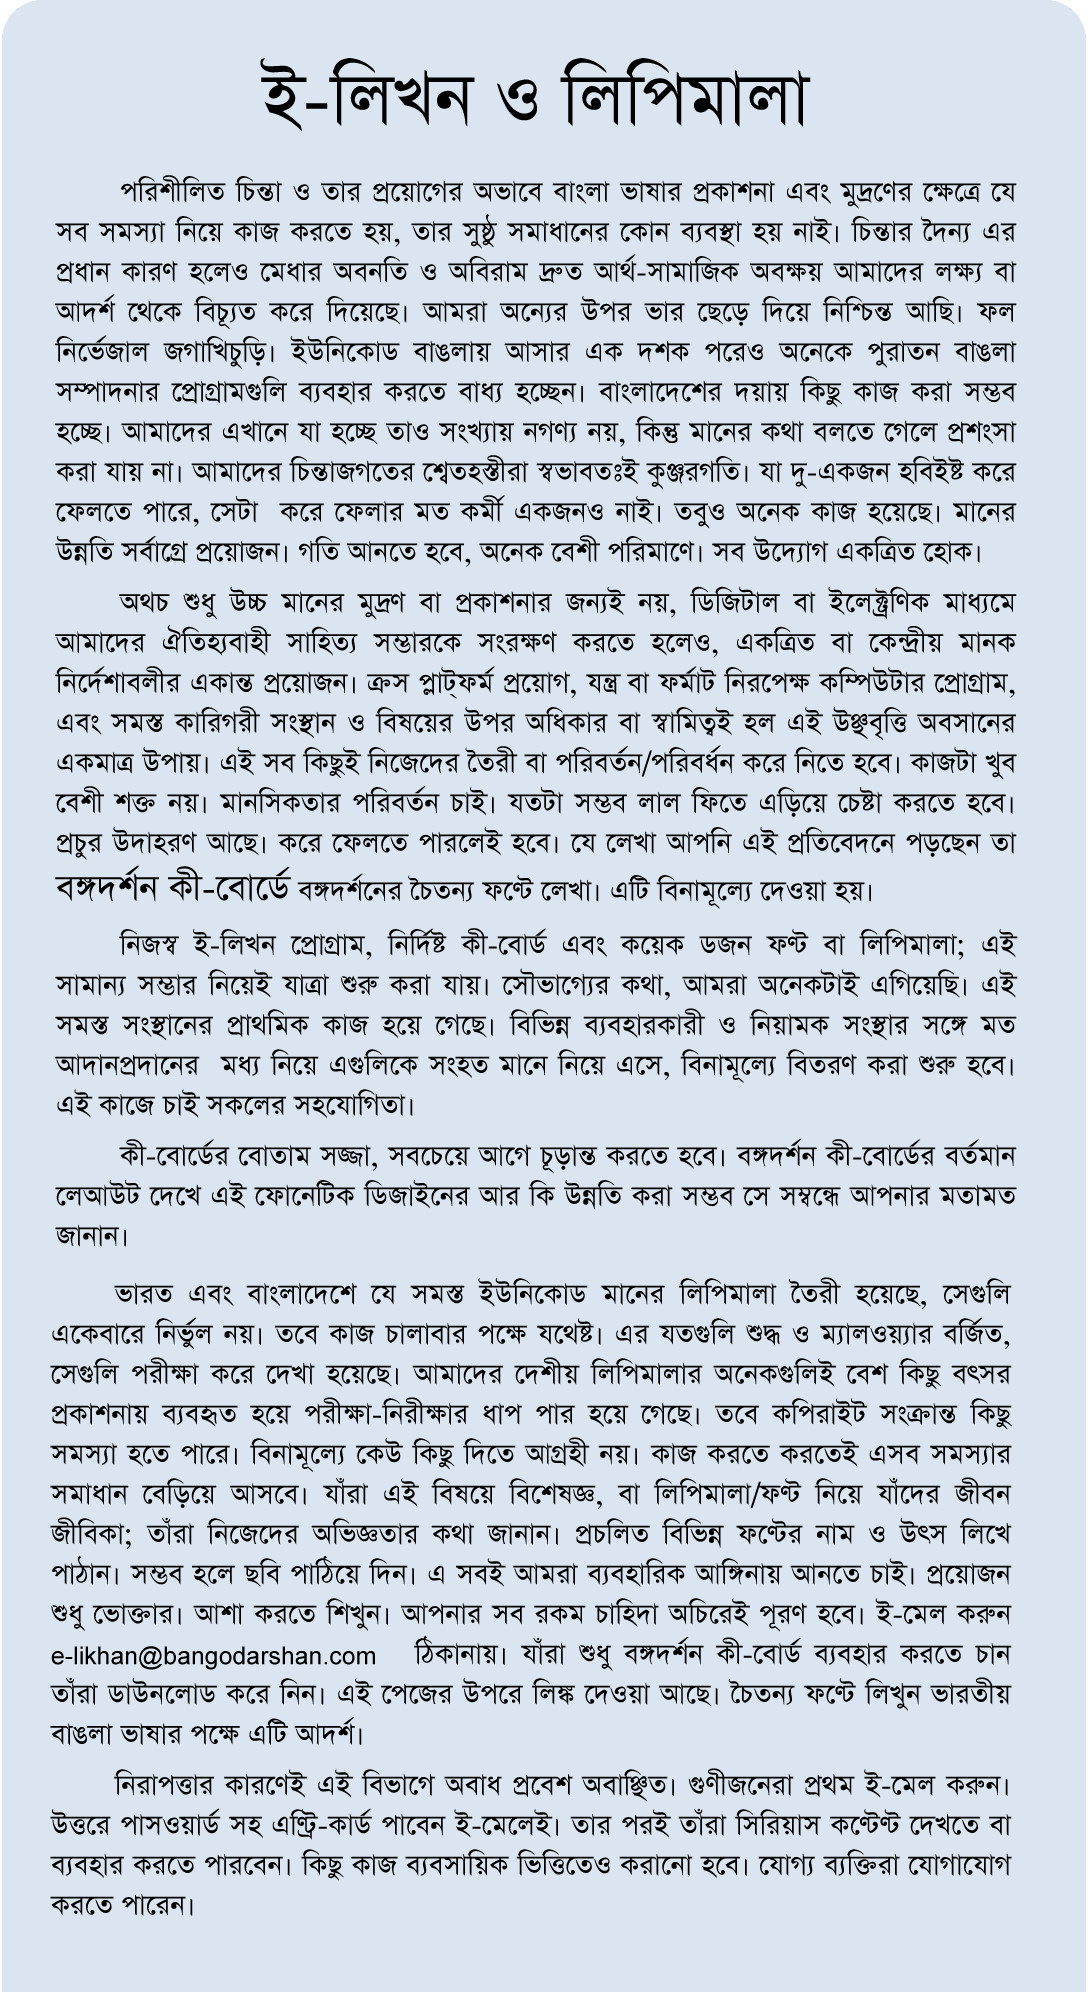 ই-লিখন ও লিপিমালা
পরিশীলিত চিন্তা ও তার প্রয়োগের অভাবে বাংলা ভাষার প্রকাশনা এবং মুদ্রণের ক্ষেত্রে যে
সব সমস্যা নিয়ে কাজ করতে হয়, তার সুষ্ঠু সমাধানের কোন ব্যবস্থা হয় নাই। চিন্তার দৈন্য এর
প্রধান কারণ হলেও মেধার অবনতি ও অবিরাম দ্রুত আর্থ-সামাজিক অবক্ষয় আমাদের লক্ষ্য বা
আদর্শ থেকে বিচ্যূত করে দিয়েছে। আমরা অন্যের উপর ভার ছেড়ে দিয়ে নিশ্চিন্ত আছি। ফল
নির্ভেজাল জগাখিচুড়ি। ইউনিকোড বাঙলায় আসার এক দশক পরেও অনেকে পুরাতন বাঙলা
সম্পাদনার প্রোগ্রামগুলি ব্যবহার করতে বাধ্য হচ্ছেন। বাংলাদেশের দয়ায় কিছু কাজ করা সম্ভব
হচ্ছে। আমাদের এখানে যা হচ্ছে তাও সংখ্যায় নগণ্য নয়, কিন্তু মানের কথা বলতে গেলে প্রশংসা
করা যায় না। আমাদের চিন্তাজগতের শ্বেতহস্তীরা স্বভাবতঃই কুঞ্জরগতি। যা দু-একজন হবিইষ্ট করে
ফেলতে পারে, সেটা করে ফেলার মত কর্মী একজনও নাই। তবুও অনেক কাজ হয়েছে। মানের
উন্নতি সর্বাগ্রে প্রয়োজন। গতি আনতে হবে, অনেক বেশী পরিমাণে। সব উদ্যোগ একত্রিত হোক।
অথচ শুধু উচ্চ মানের মুদ্রণ বা প্রকাশনার জন্যই নয়, ডিজিটাল বা ইলেক্ট্রণিক মাধ্যমে
আমাদের ঐতিহ্যবাহী সাহিত্য সম্ভারকে সংরক্ষণ করতে হলেও, একত্রিত বা কেন্দ্রীয় মানক
নির্দেশাবলীর একান্ত প্রয়োজন। ক্রস প্লাট্‌ফর্ম প্রয়োগ, যন্ত্র বা ফর্মাট নিরপেক্ষ কম্পিউটার প্রোগ্রাম,
এবং সমস্ত কারিগরী সংস্থান ও বিষয়ের উপর অধিকার বা স্বামিত্বই হল এই উঞ্ছবৃত্তি অবসানের
একমাত্র উপায়। এই সব কিছুই নিজেদের তৈরী বা পরিবর্তন/পরিবর্ধন করে নিতে হবে। কাজটা খুব
বেশী শক্ত নয়। মানসিকতার পরিবর্তন চাই। যতটা সম্ভব লাল ফিতে এড়িয়ে চেষ্টা করতে হবে।
প্রচুর উদাহরণ আছে। করে ফেলতে পারলেই হবে। যে লেখা আপনি এই প্রতিবেদনে পড়ছেন তা
বঙ্গদর্শন কী-বোর্ডে বঙ্গদর্শনের চৈতন্য ফণ্টে লেখা। এটি বিনামূল্যে দেওয়া হয়।
নিজস্ব ই-লিখন প্রোগ্রাম, নির্দিষ্ট কী-বোর্ড এবং কয়েক ডজন ফণ্ট বা লিপিমালা; এই
সামান্য সম্ভার নিয়েই যাত্রা শুরু করা যায়। সৌভাগ্যের কথা, আমরা অনেকটাই এগিয়েছি। এই
সমস্ত সংস্থানের প্রাথমিক কাজ হয়ে গেছে। বিভিন্ন ব্যবহারকারী ও নিয়ামক সংস্থার সঙ্গে মত
আদানপ্রদানের মধ্য নিয়ে এগুলিকে সংহত মানে নিয়ে এসে, বিনামূল্যে বিতরণ করা শুরু হবে।
এই কাজে চাই সকলের সহযোগিতা।
কী-বোর্ডের বোতাম সজ্জা, সবচেয়ে আগে চূড়ান্ত করতে হবে। বঙ্গদর্শন কী-বোর্ডের বর্তমান
লেআউট দেখে এই ফোনেটিক ডিজাইনের আর কি উন্নতি করা সম্ভব সে সম্বন্ধে আপনার মতামত
জানান।
ভারত এবং বাংলাদেশে যে সমস্ত ইউনিকোড মানের লিপিমালা তৈরী হয়েছে, সেগুলি
একেবারে নির্ভুল নয়। তবে কাজ চালাবার পক্ষে যথেষ্ট। এর যতগুলি শুদ্ধ ও ম্যালওয়্যার বর্জিত,
সেগুলি পরীক্ষা করে দেখা হয়েছে। আমাদের দেশীয় লিপিমালার অনেকগুলিই বেশ কিছু বৎসর
প্রকাশনায় ব্যবহৃত হয়ে পরীক্ষা-নিরীক্ষার ধাপ পার হয়ে গেছে। তবে কপিরাইট সংক্রান্ত কিছু
সমস্যা হতে পারে। বিনামূল্যে কেউ কিছু দিতে আগ্রহী নয়। কাজ করতে করতেই এসব সমস্যার
সমাধান বেড়িয়ে আসবে। যাঁরা এই বিষয়ে বিশেষজ্ঞ, বা লিপিমালা/ফণ্ট নিয়ে যাঁদের জীবন
জীবিকা; তাঁরা নিজেদের অভিজ্ঞতার কথা জানান। প্রচলিত বিভিন্ন ফণ্টের নাম ও উৎস লিখে
পাঠান। সম্ভব হলে ছবি পাঠিয়ে দিন। এ সবই আমরা ব্যবহারিক আঙ্গিনায় আনতে চাই। প্রয়োজন
শুধু ভোক্তার। আশা করতে শিখুন। আপনার সব রকম চাহিদা অচিরেই পূরণ হবে। ই-মেল করুন
e-likhan@bangodarshan.com ঠিকানায়। যাঁরা শুধু বঙ্গদর্শন কী-বোর্ড ব্যবহার করতে চান
তাঁরা ডাউনলোড করে নিন। এই পেজের উপরে লিঙ্ক দেওয়া আছে। চৈতন্য ফণ্টে লিখুন ভারতীয়
বাঙলা ভাষার পক্ষে এটি আদর্শ।
নিরাপত্তার কারণেই এই বিভাগে অবাধ প্রবেশ অবাঞ্ছিত। গুণীজনেরা প্রথম ই-মেল করুন।
উত্তরে পাসওয়ার্ড সহ এণ্ট্রি-কার্ড পাবেন ই-মেলেই। তার পরই তাঁরা সিরিয়াস কণ্টেণ্ট দেখতে বা
ব্যবহার করতে পারবেন। কিছু কাজ ব্যবসায়িক ভিত্তিতেও করানো হবে। যোগ্য ব্যক্তিরা যোগাযোগ
করতে পারেন।